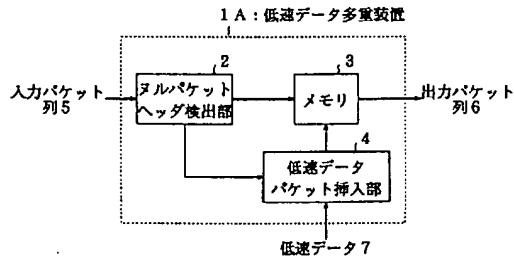 1A:低速データ多重装置
2
3
入力パケット
列5
ヌルパケット
ヘッダ検出部
メモリ
出力パケット
列6
4
低速データ
パケット挿入部
低速データ7